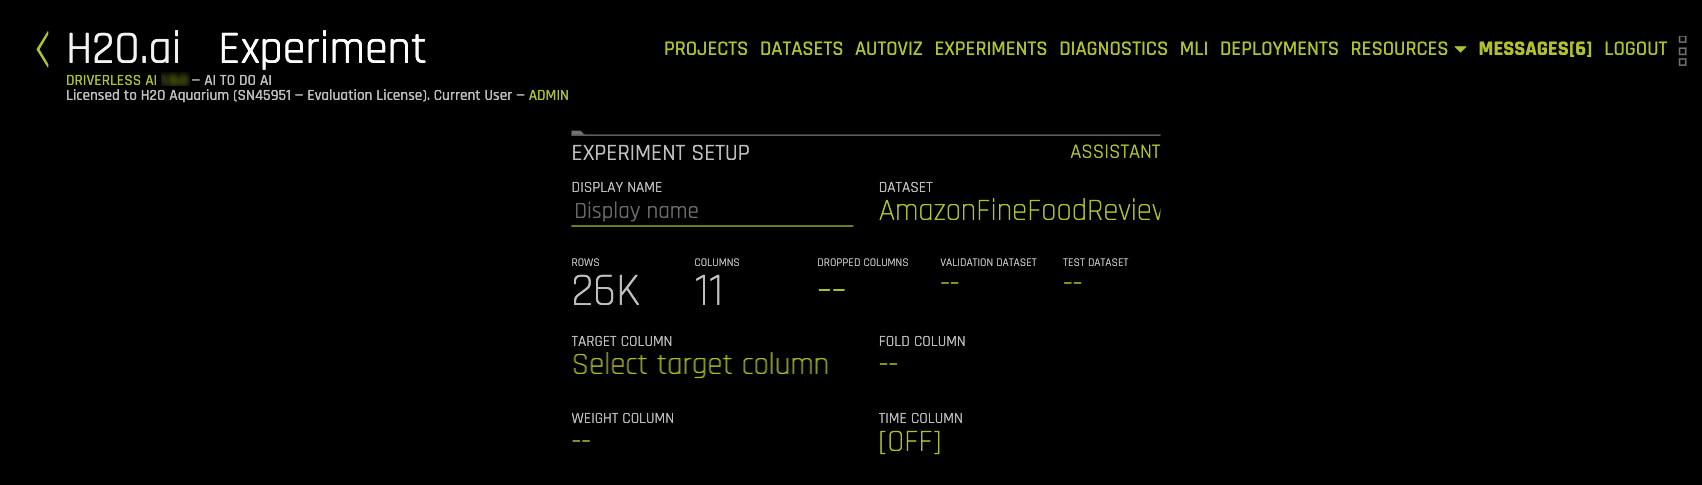 H2O.ai Experiment
PROJECTS DATASETS AUTOVIZ EXPERIMENTS DIAGNOSTICS MLI DEPLOYMENTS RESOURCES MESSAGES[6] LOGOUT
DRIVERLESS AI — AI TO DO AI
Licensed to H2O Aquarium (SN45951 — Evaluation License). Current User — ADMIN
EXPERIMENT SETUP ASSISTANT
DISPLAY NAME DATASET
Display name AmazonFineFoodReview
ROWS COLUMNS DROPPED COLUMNS VALIDATION DATASET TEST DATASET
26K 11 -- -- --
TARGET COLUMN FOLD COLUMN
Select target column --
WEIGHT COLUMN TIME COLUMN
-- [OFF]